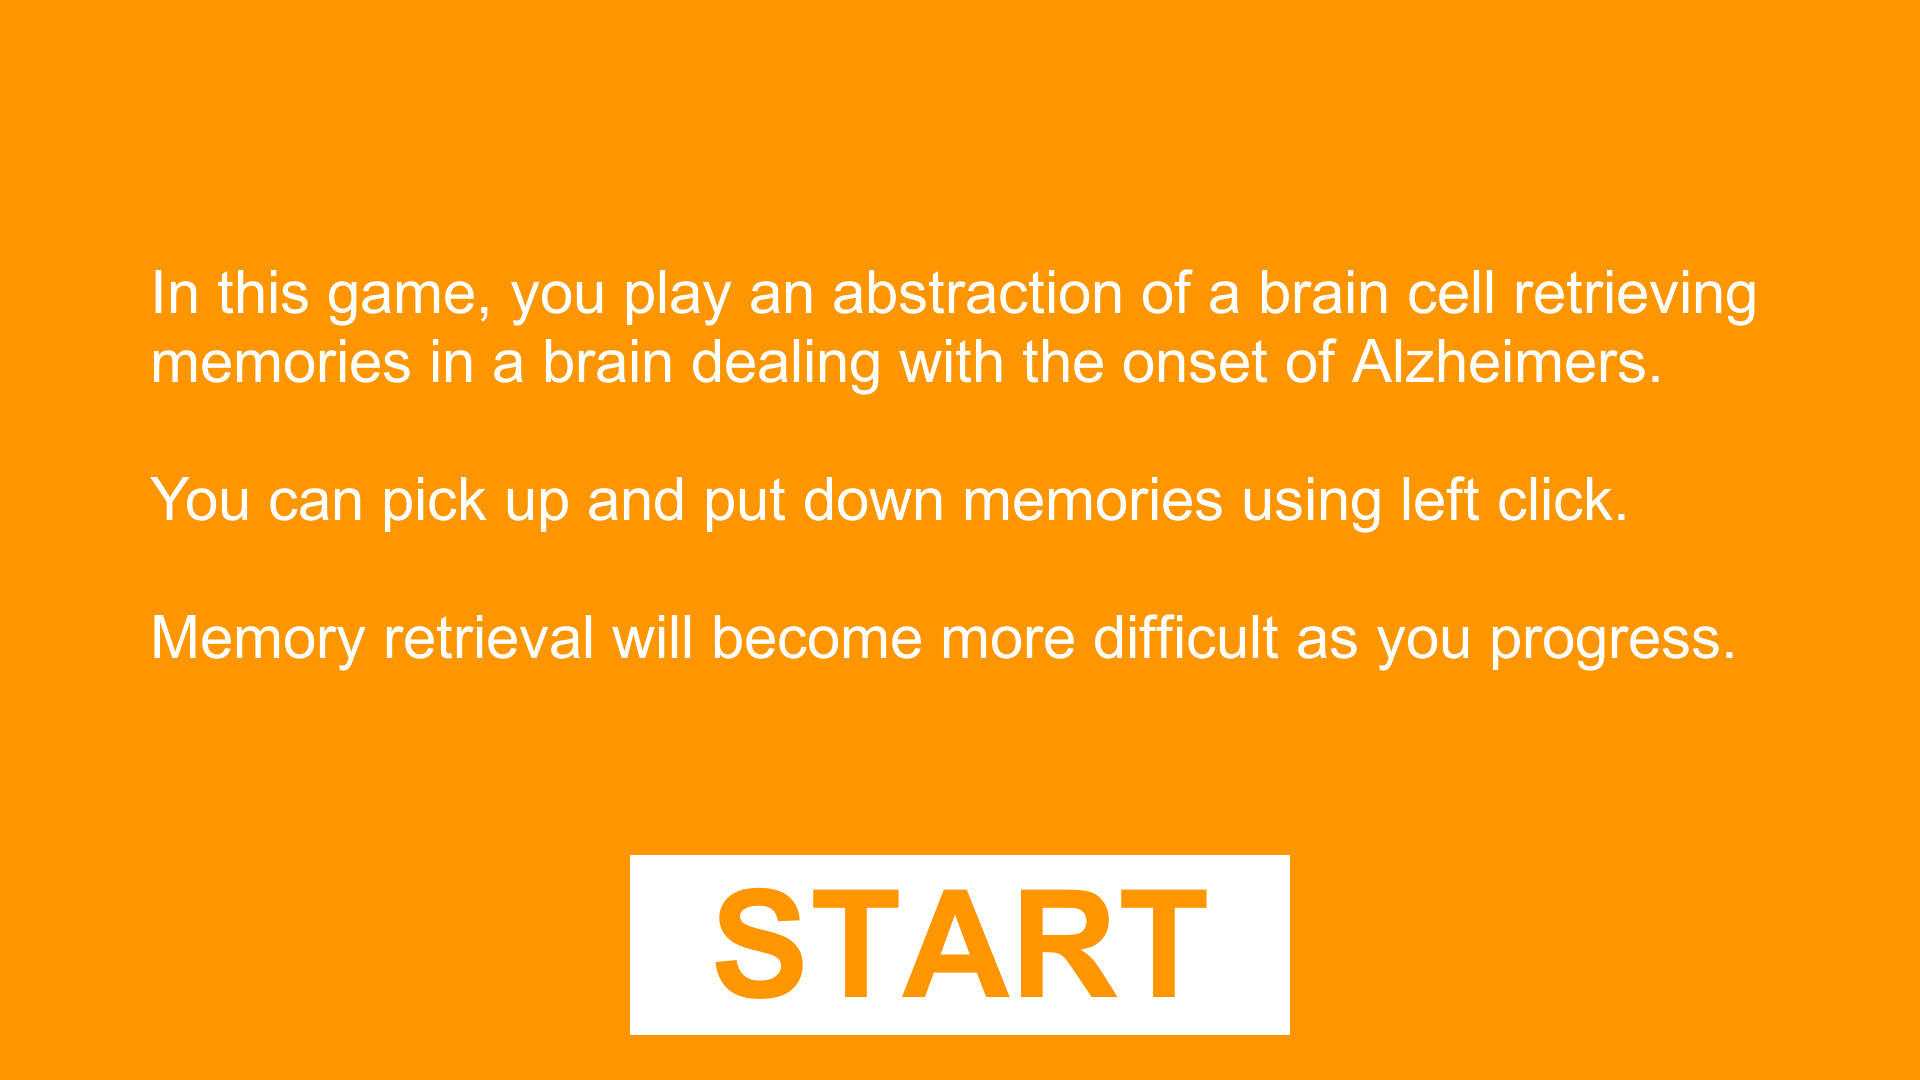 In this game, you play an abstraction of a brain cell retrieving
memories in a brain dealing with the onset of Alzheimers.
You can pick up and put down memories using left click.
Memory retrieval will become more difficult as you progress.
START